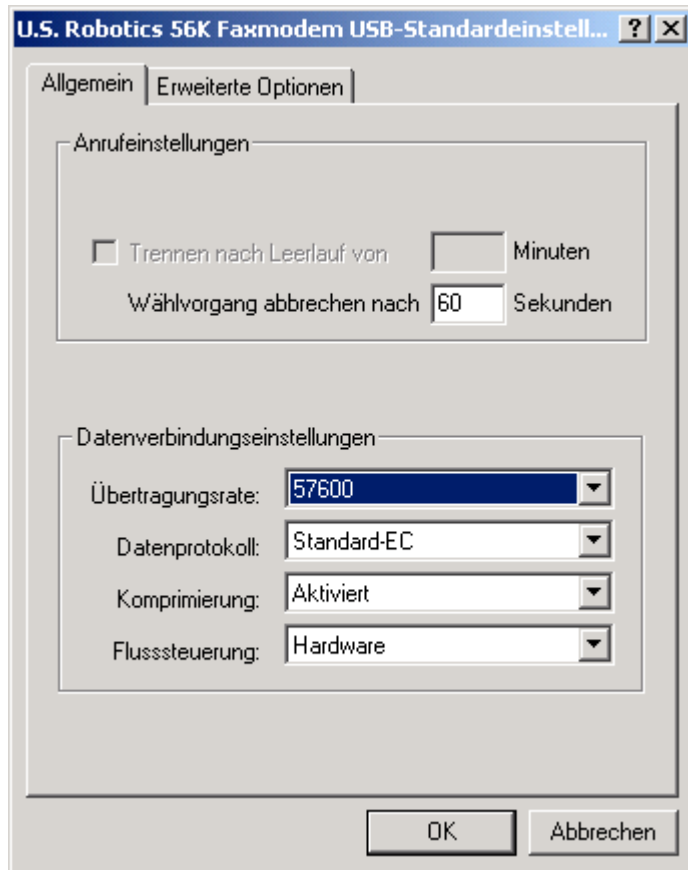 U.S. Robotics 56K Faxmodem USB-Standardeinstell...
Allgemein Erweiterte Optionen
Anrufeinstellungen
Trennen nach Leerlauf von Minuten
Wählvorgang abbrechen nach 60 Sekunden
Datenverbindungseinstellungen
Übertragungsrate: 57600
Datenprotokoll: Standard-EC
Komprimierung: Aktiviert
Flusssteuerung: Hardware
OK Abbrechen